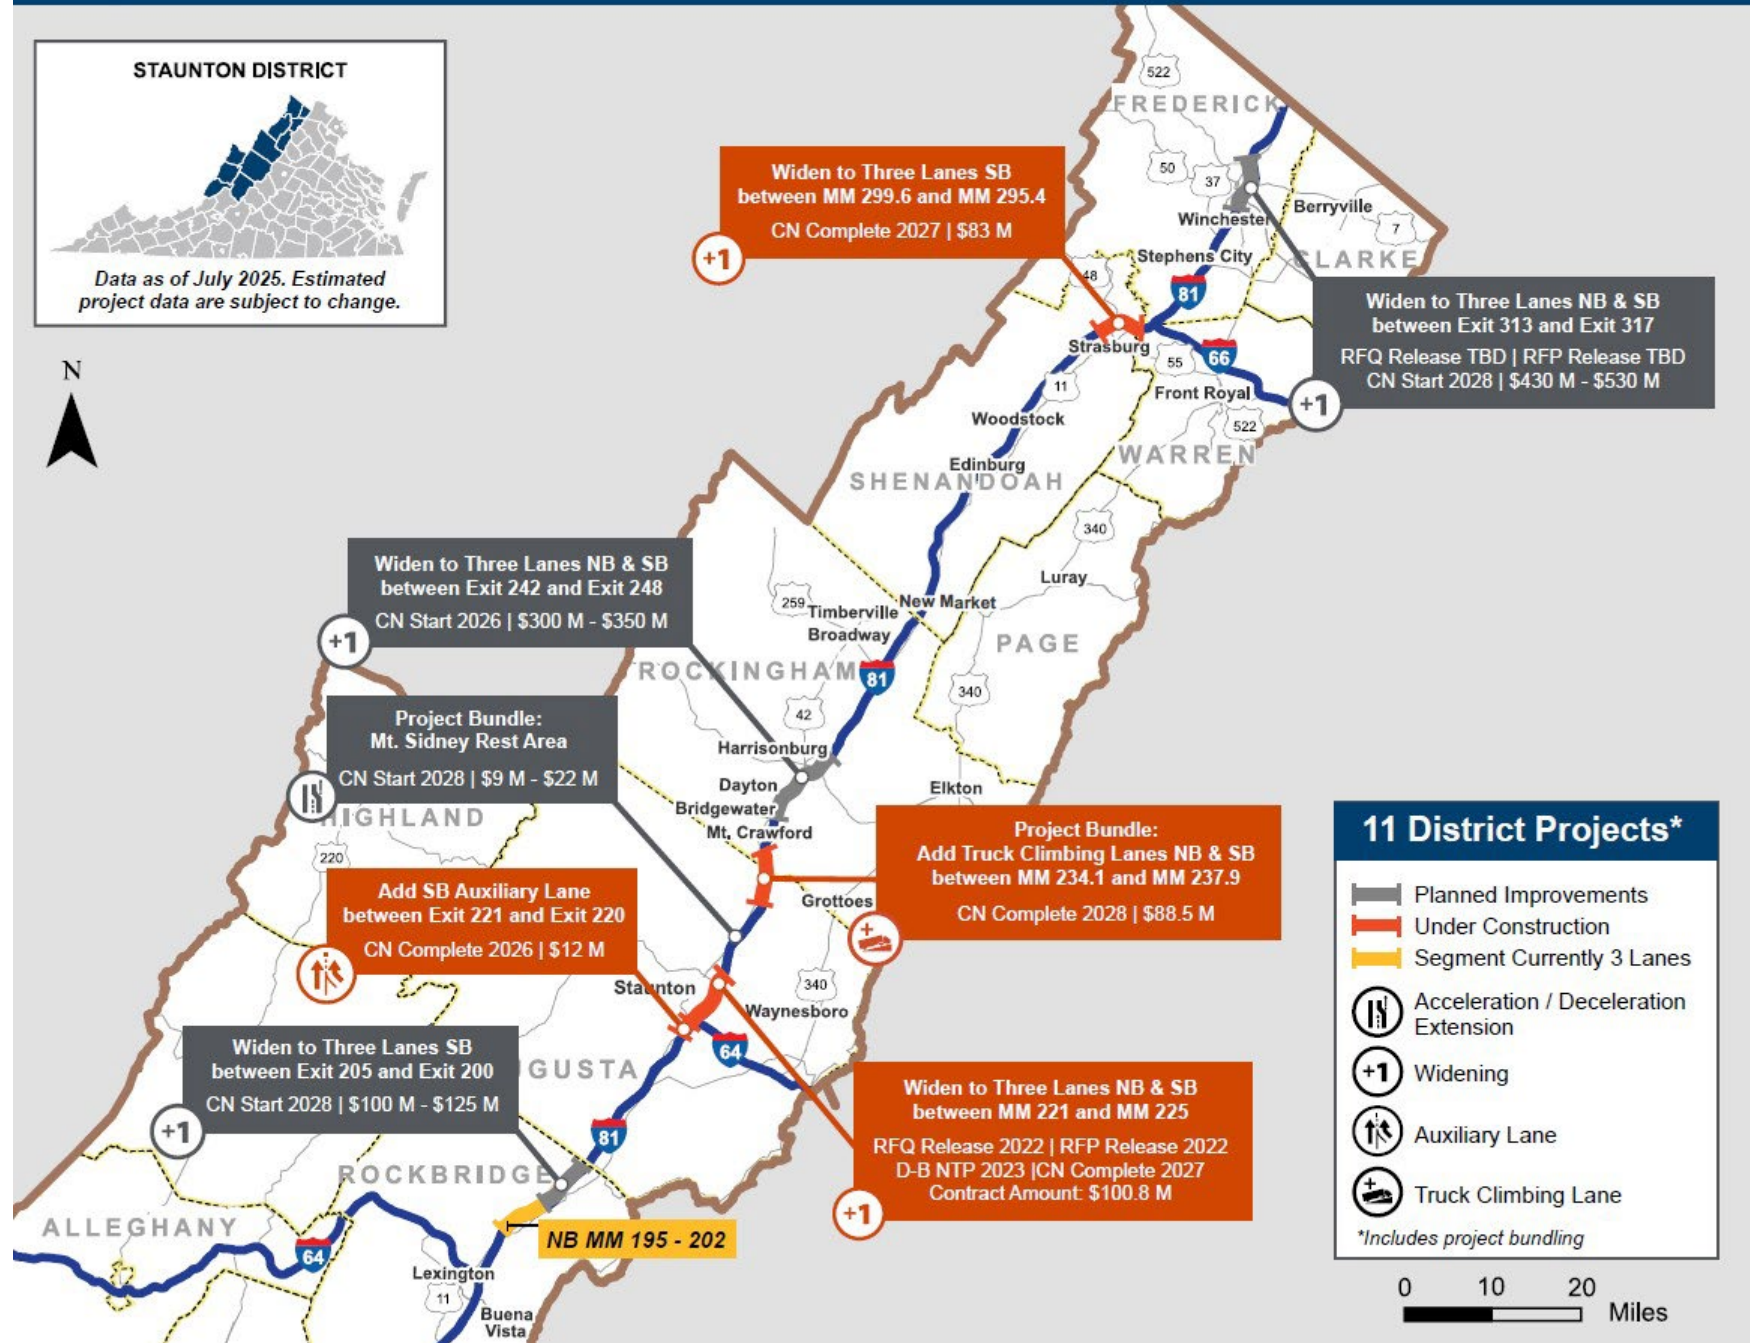 STAUNTON DISTRICT
Data as of July 2025. Estimated
project data are subject to change.
N
522
FREDERICK
50
37
Winchester
Berryville
7
Stephens City
CLARKE
48
81
Widen to Three Lanes SB
between MM 299.6 and MM 295.4
CN Complete 2027 | $83 M
+1
Widen to Three Lanes NB & SB
between Exit 313 and Exit 317
RFQ Release TBD | RFP Release TBD
CN Start 2028 | $430 M - $530 M
+1
Strasburg
55
66
11
Front Royal
Woodstock
522
WARREN
Edinburg
SHENANDOAH
340
Luray
Widen to Three Lanes NB & SB
between Exit 242 and Exit 248
CN Start 2026 | $300 M - $350 M
+1
259
Timberville
New Market
Broadway
PAGE
ROCKINGHAM
81
340
42
Project Bundle:
Mt. Sidney Rest Area
CN Start 2028 | $9 M - $22 M
Harrisonburg
Dayton
Elkton
Bridgewater
Mt. Crawford
HIGHLAND
220
Project Bundle:
Add Truck Climbing Lanes NB & SB
between MM 234.1 and MM 237.9
CN Complete 2028 | $88.5 M
+
Grottoes
Add SB Auxiliary Lane
between Exit 221 and Exit 220
CN Complete 2026 | $12 M
Staunton
340
Waynesboro
64
AUGUSTA
Widen to Three Lanes SB
between Exit 205 and Exit 200
CN Start 2028 | $100 M - $125 M
+1
81
Widen to Three Lanes NB & SB
between MM 221 and MM 225
RFQ Release 2022 | RFP Release 2022
D-B NTP 2023 |CN Complete 2027
Contract Amount: $100.8 M
+1
ROCKBRIDGE
ALLEGHANY
64
NB MM 195 - 202
Lexington
11
Buena
Vista
11 District Projects*
Planned Improvements
Under Construction
Segment Currently 3 Lanes
Acceleration / Deceleration
Extension
+1 Widening
Auxiliary Lane
+ Truck Climbing Lane
*Includes project bundling
0 10 20
Miles